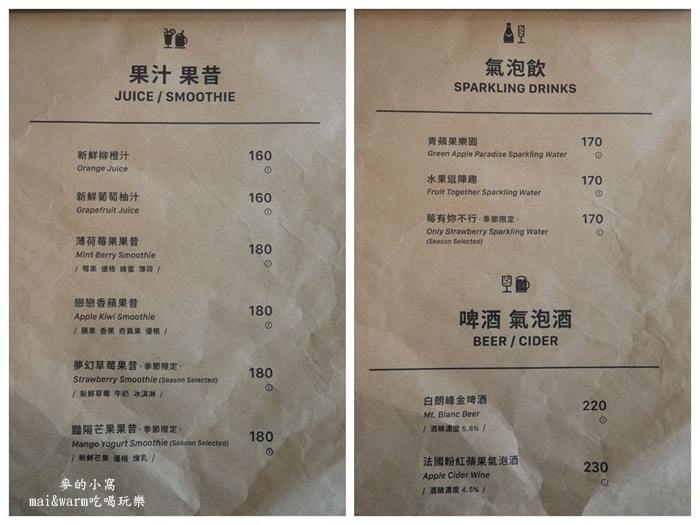 果汁 果昔
JUICE / SMOOTHIE
新鮮柳橙汁 160
Orange Juice
新鮮葡萄柚汁 160
Grapefruit Juice
薄荷莓果果昔 180
Mint Berry Smoothie
/ 莓果 優格 蜂蜜 薄荷 /
戀戀香蘋果昔 180
Apple Kiwi Smoothie
/ 蘋果 香蕉 奇異果 優格 /
夢幻草莓果昔·季節限定· 180
Strawberry Smoothie (Season Selected)
/ 新鮮草莓 牛奶 冰淇淋 /
豔陽芒果果昔·季節限定· 180
Mango Yogurt Smoothie (Season Selected)
/ 新鮮芒果 優格 煉乳 /
麥的小窩
mai&warm吃喝玩樂
氣泡飲
SPARKLING DRINKS
青蘋果樂園 170
Green Apple Paradise Sparkling Water
水果逗陣趣 170
Fruit Together Sparkling Water
莓有妳不行·季節限定· 170
Only Strawberry Sparkling Water
(Season Selected)
啤酒 氣泡酒
BEER / CIDER
白朗峰金啤酒 220
Mt. Blanc Beer
/ 酒精濃度 5.8% /
法國粉紅蘋果氣泡酒 230
Apple Cider Wine
/ 酒精濃度 4.5% /